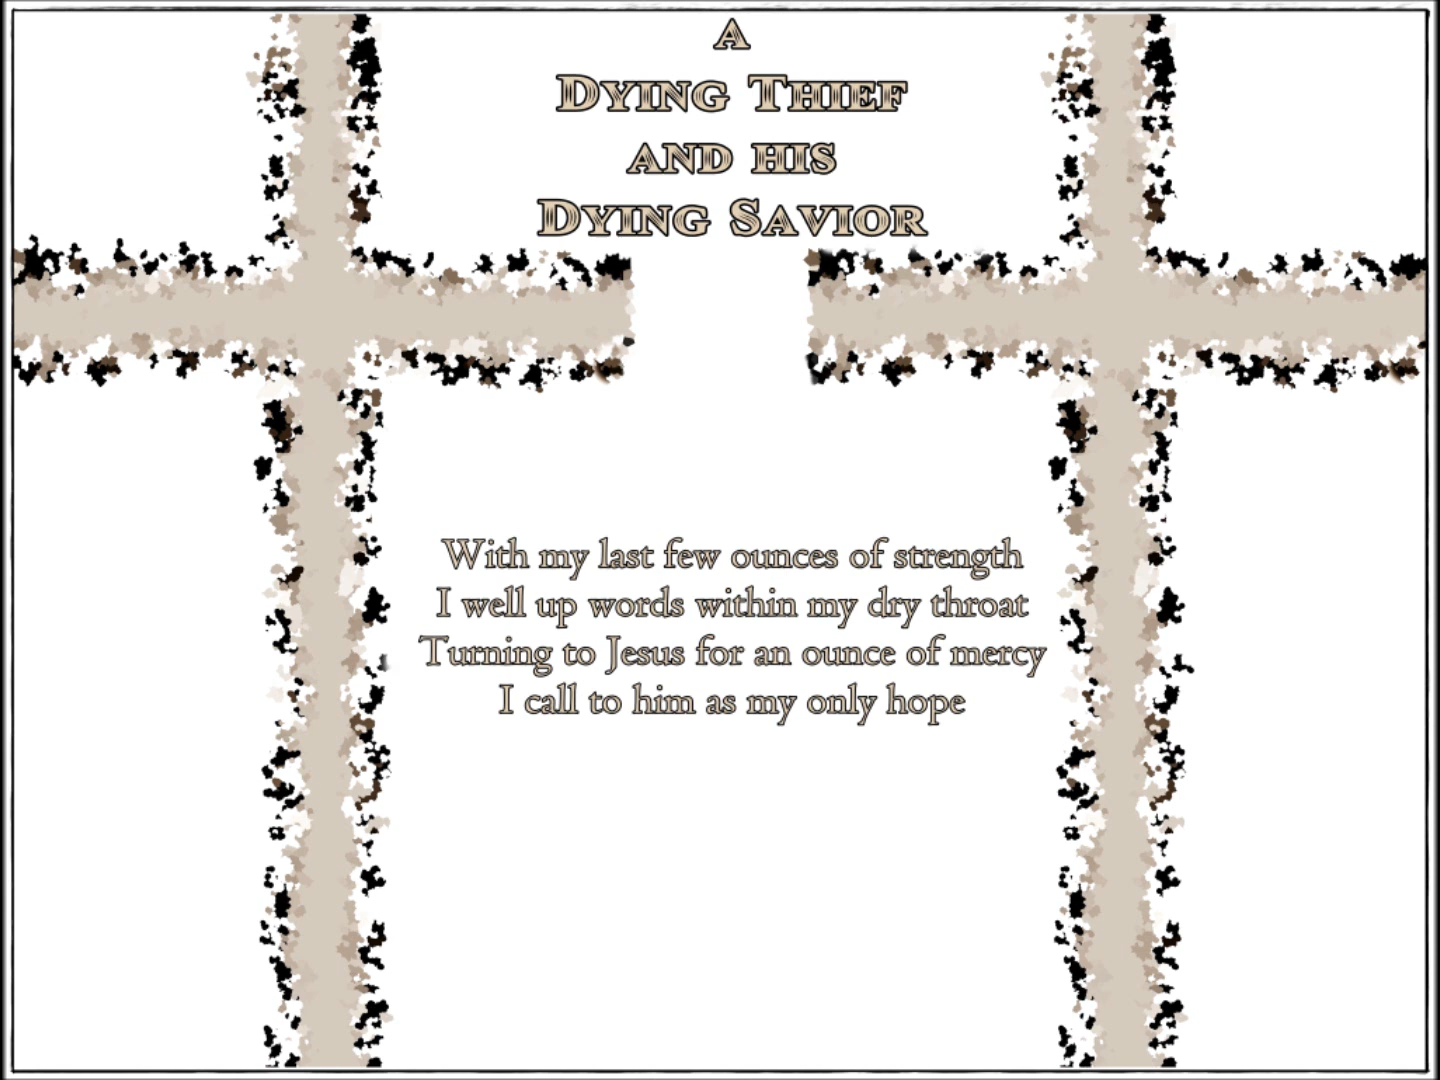 A
Dying Thief
and his
Dying Savior
With my last few ounces of strength
I well up words within my dry throat
Turning to Jesus for an ounce of mercy
I call to him as my only hope